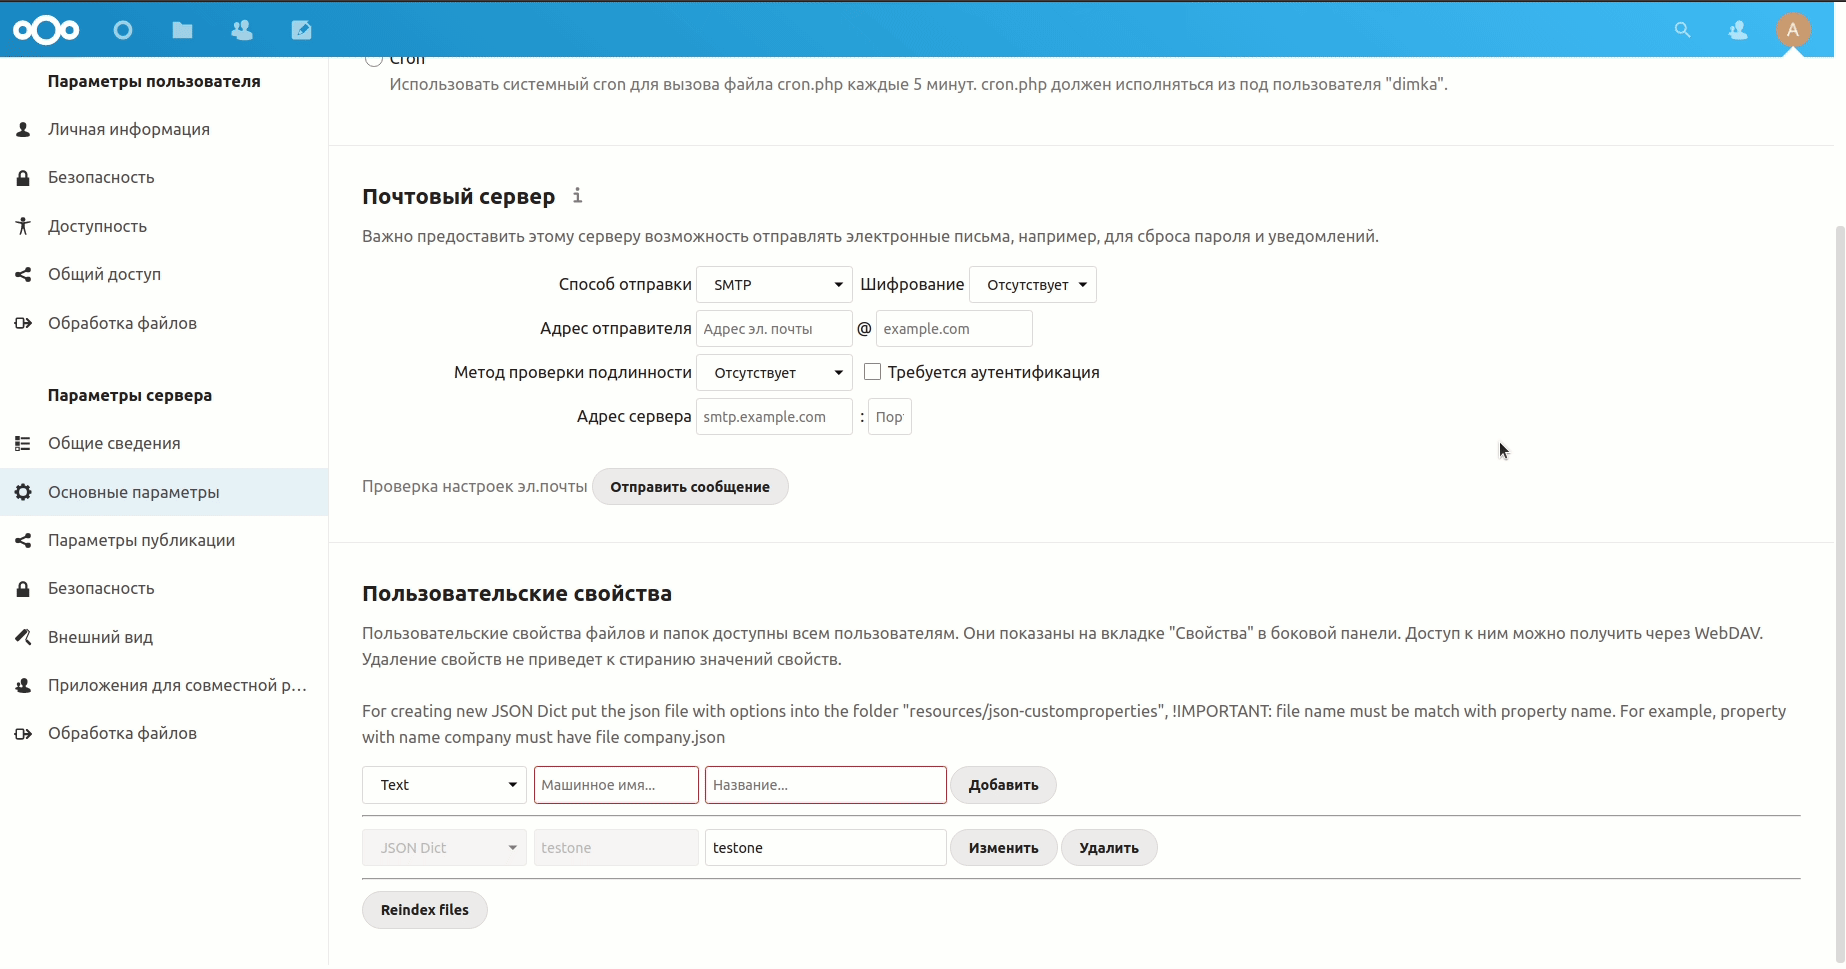 A
Cron
Использовать системный cron для вызова файла cron.php каждые 5 минут. cron.php должен исполняться из под пользователя "dimka".
Параметры пользователя
Личная информация
Безопасность
Доступность
Общий доступ
Обработка файлов
Параметры сервера
Общие сведения
Основные параметры
Параметры публикации
Безопасность
Внешний вид
Приложения для совместной р...
Обработка файлов
Почтовый сервер i
Важно предоставить этому серверу возможность отправлять электронные письма, например, для сброса пароля и уведомлений.
Способ отправки SMTP Шифрование Отсутствует
Адрес отправителя Адрес эл. почты @ example.com
Метод проверки подлинности Отсутствует Требуется аутентификация
Адрес сервера smtp.example.com : Пор
Проверка настроек эл.почты Отправить сообщение
Пользовательские свойства
Пользовательские свойства файлов и папок доступны всем пользователям. Они показаны на вкладке "Свойства" в боковой панели. Доступ к ним можно получить через WebDAV.
Удаление свойств не приведет к стиранию значений свойств.
For creating new JSON Dict put the json file with options into the folder "resources/json-customproperties", !IMPORTANT: file name must be match with property name. For example, property
with name company must have file company.json
Text Машинное имя... Название... Добавить
JSON Dict testone testone Изменить Удалить
Reindex files